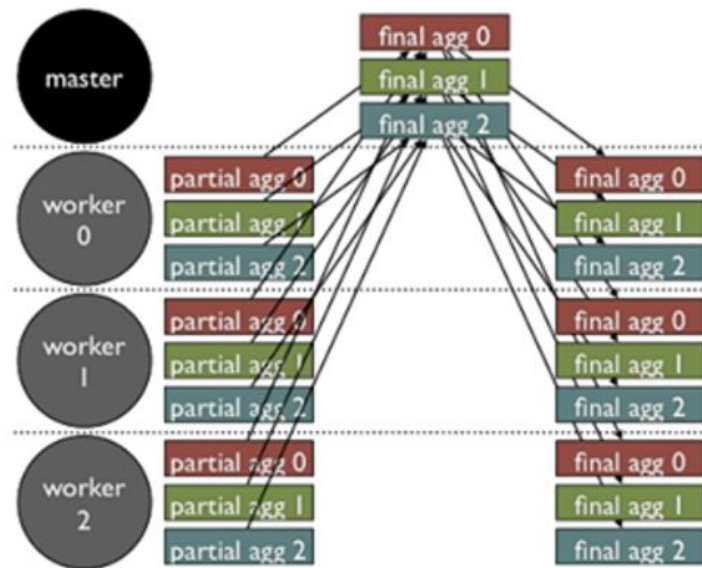 master
final agg 0
final agg 1
final agg 2
worker
0
partial agg 0
partial agg 1
partial agg 2
final agg 0
final agg 1
final agg 2
worker
1
partial agg 0
partial agg 1
partial agg 2
final agg 0
final agg 1
final agg 2
worker
2
partial agg 0
partial agg 1
partial agg 2
final agg 0
final agg 1
final agg 2